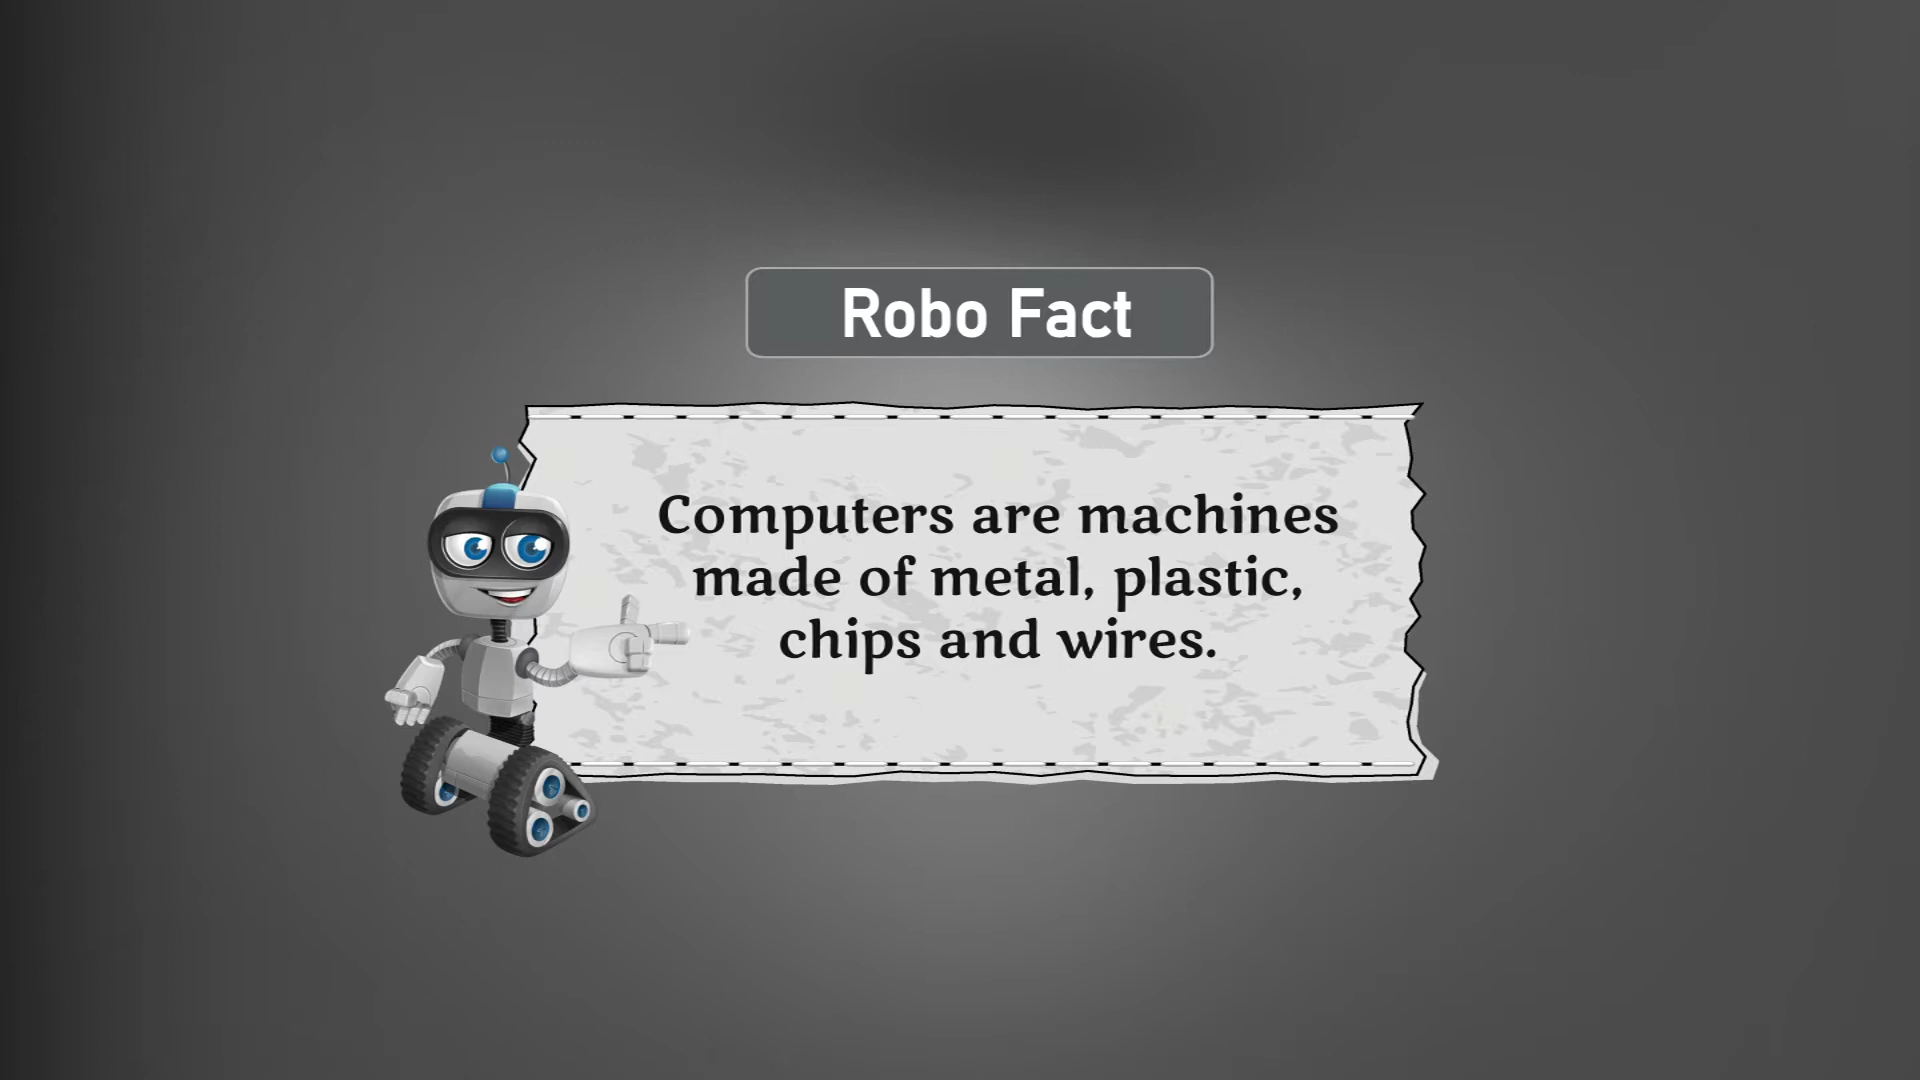 Robo Fact
Computers are machines
made of metal, plastic,
chips and wires.